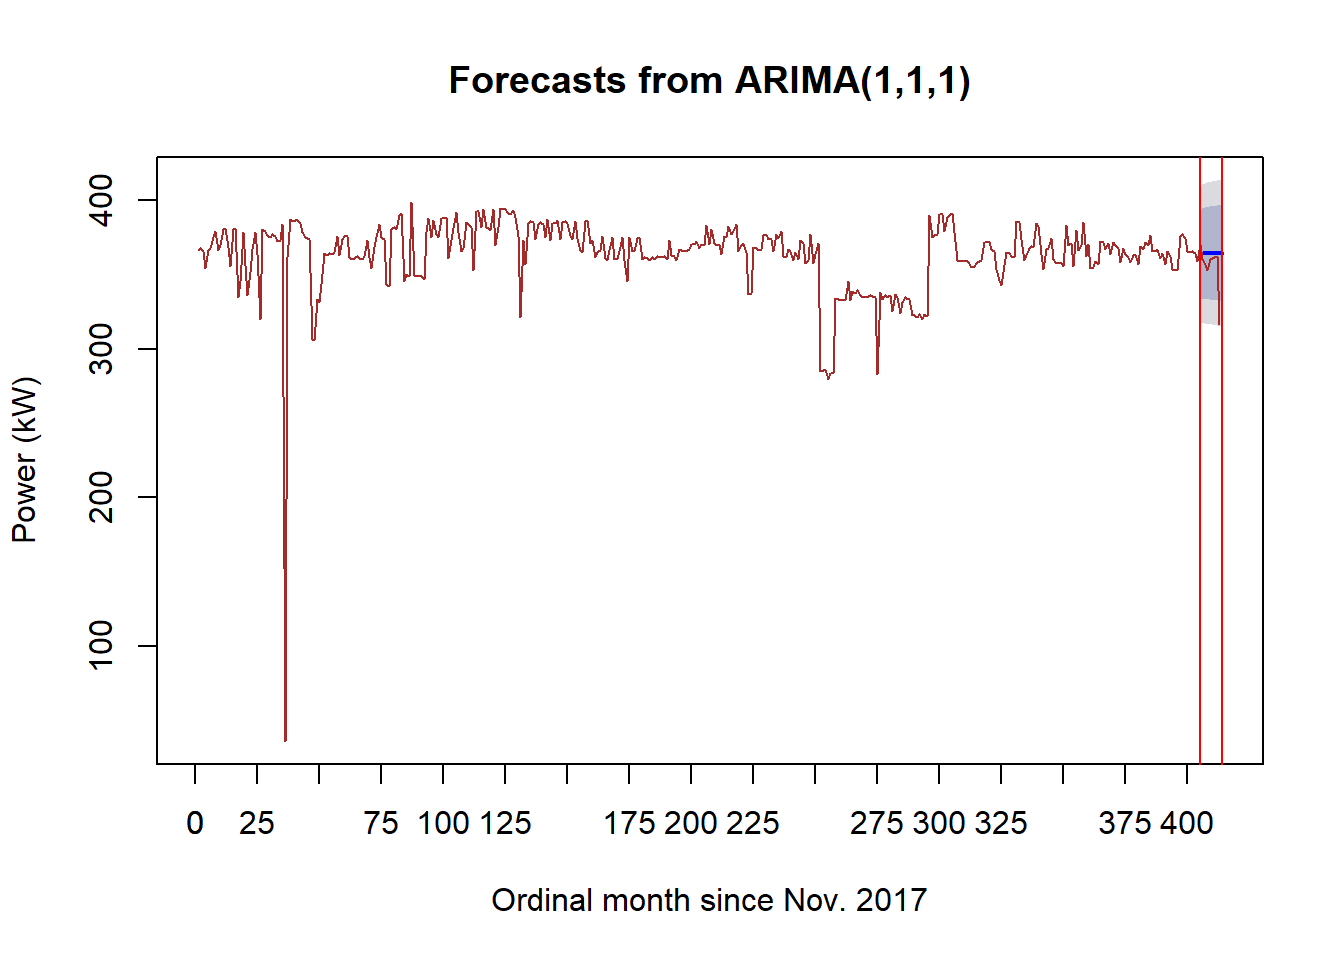 Forecasts from ARIMA(1,1,1)
400
300
200
100
Power (kW)
0 25 75 100 125 175 200 225 275 300 325 375 400
Ordinal month since Nov. 2017